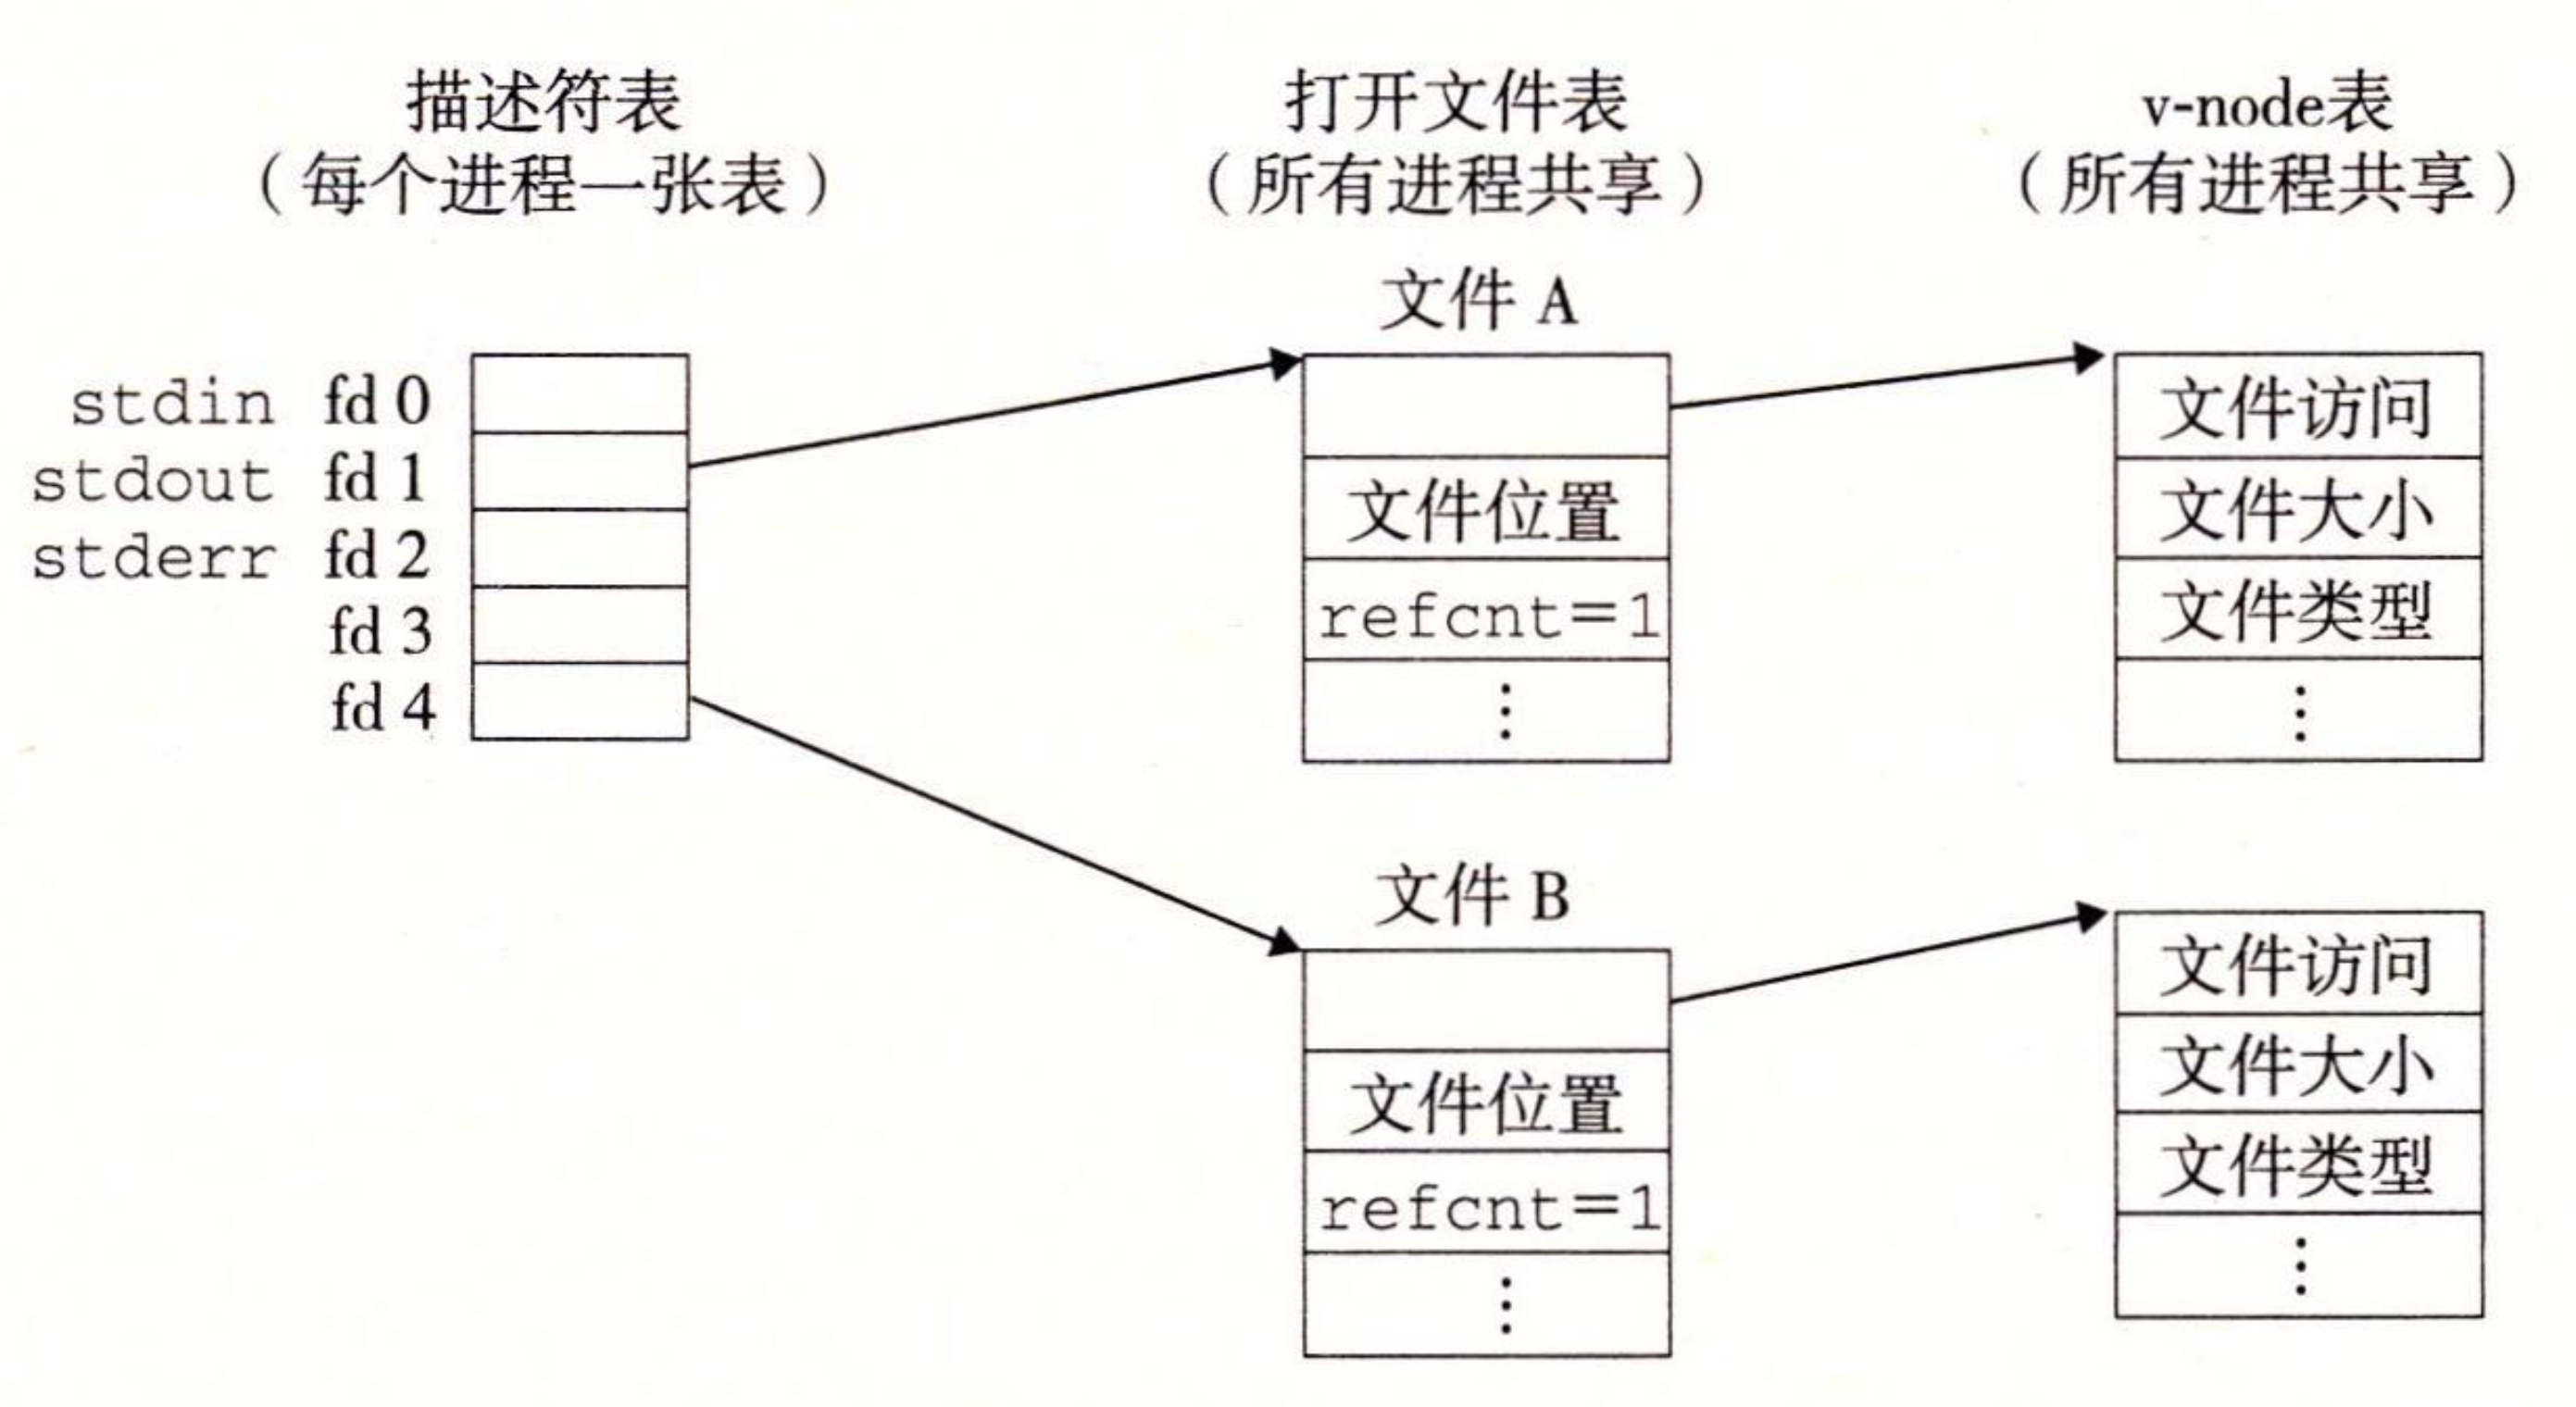 描述符表
(每个进程一张表)
打开文件表
(所有进程共享)
v-node表
(所有进程共享)
stdin fd 0
stdout fd 1
stderr fd 2
fd 3
fd 4
文件 A
文件位置
refcnt=1
⋮
文件访问
文件大小
文件类型
⋮
文件 B
文件位置
refcnt=1
⋮
文件访问
文件大小
文件类型
⋮